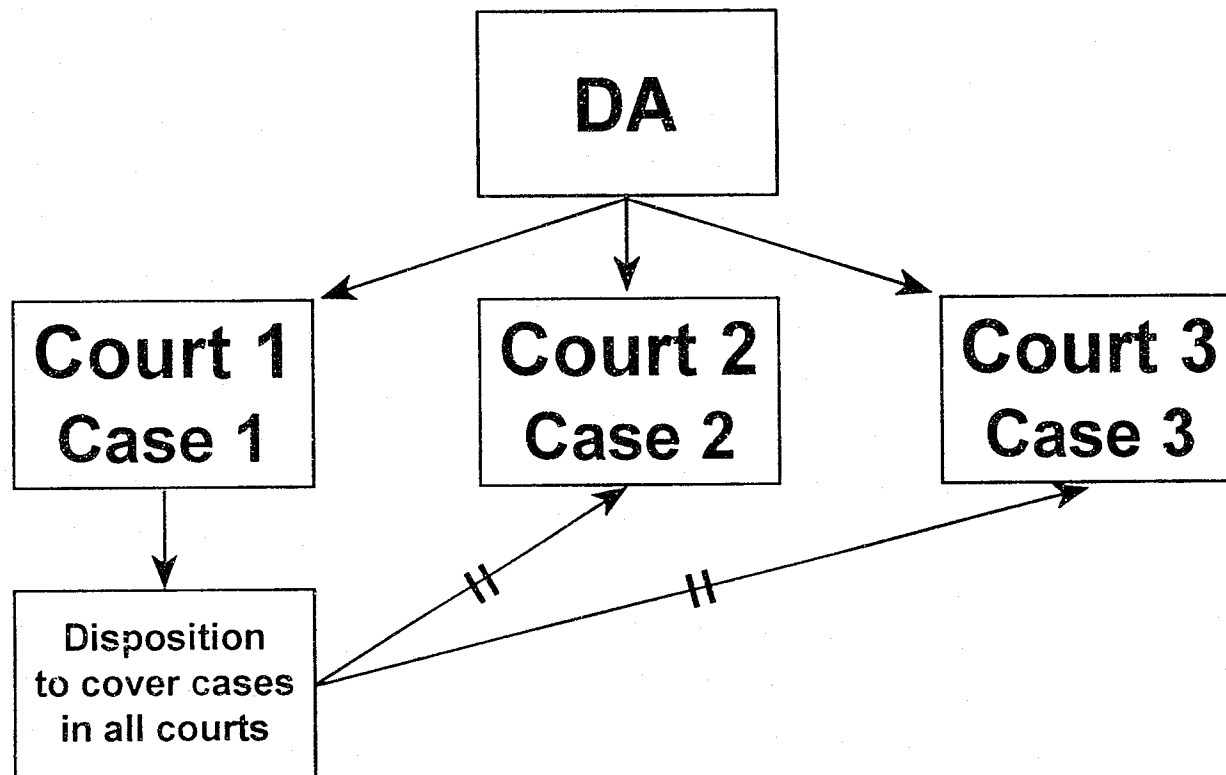 DA
Court 1
Case 1
Court 2
Case 2
Court 3
Case 3
Disposition
to cover cases
in all courts